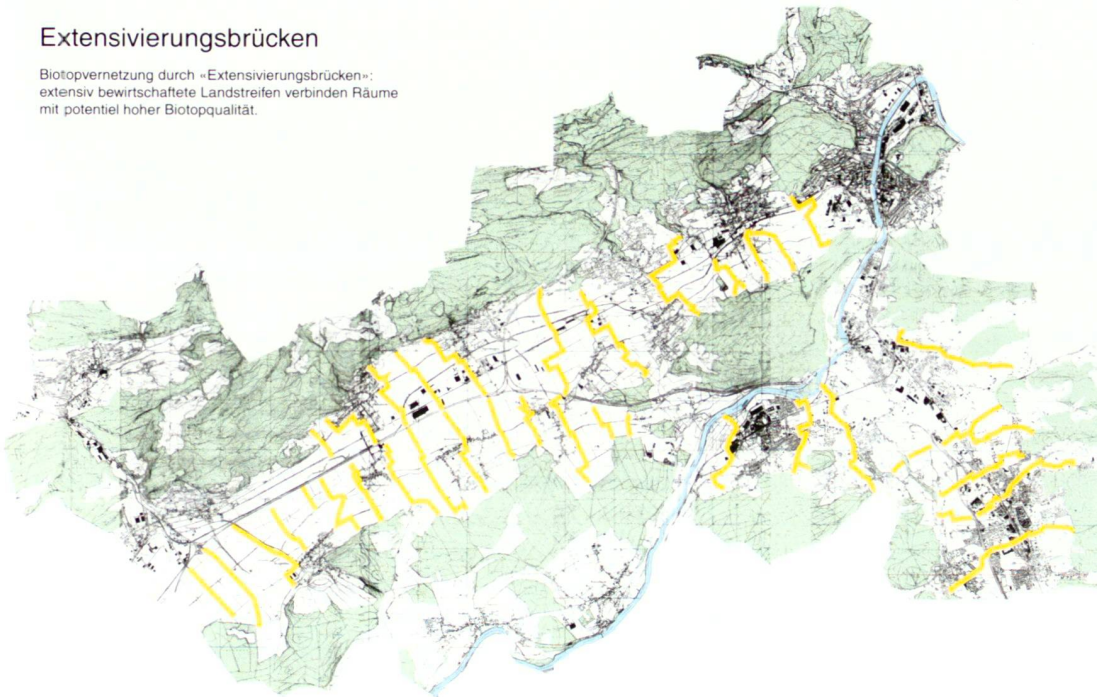 Extensivierungsbrücken
Biotopvernetzung durch «Extensivierungsbrücken»:
extensiv bewirtschaftete Landstreifen verbinden Räume
mit potentiel hoher Biotopqualität.